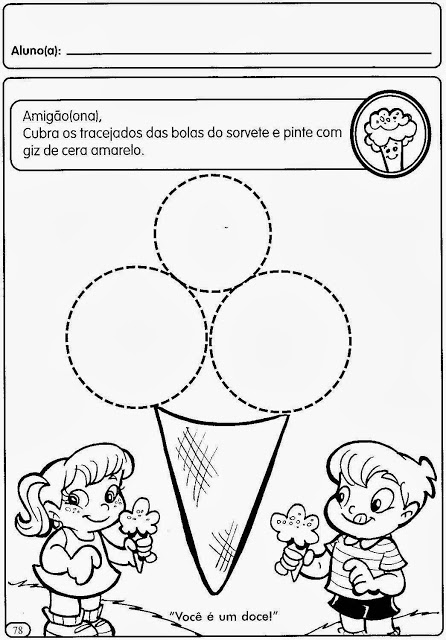 Aluno(a):
Amigão(ona),
Cubra os tracejados das bolas do sorvete e pinte com
giz de cera amarelo.
"Você é um doce!"
78